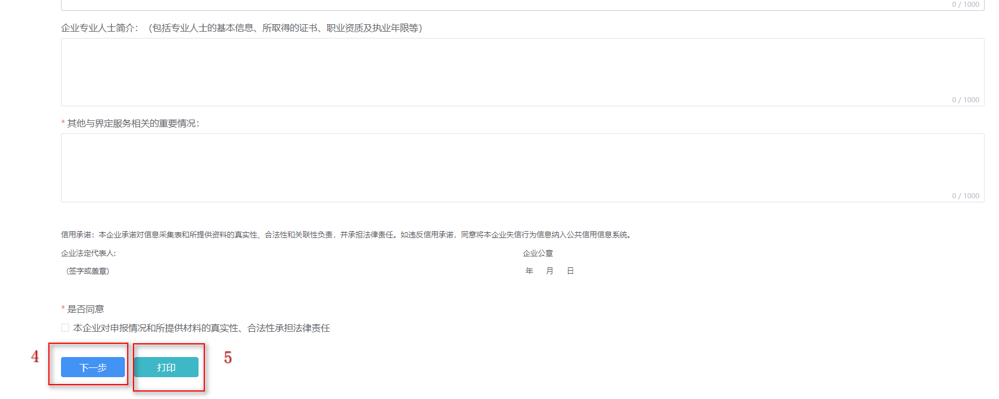 0 / 1000
企业专业人士简介：（包括专业人士的基本信息、所取得的证书、职业资质及执业年限等）
0 / 1000
* 其他与界定服务相关的重要情况：
0 / 1000
信用承诺：本企业承诺对信息采集表和所提供资料的真实性、合法性和关联性负责，并承担法律责任。如违反信用承诺，同意将本企业失信行为信息纳入公共信用信息系统。
企业法定代表人： 企业公章
（签字或盖章） 年 月 日
* 是否同意
本企业对申报情况和所提供材料的真实性、合法性承担法律责任
4 下一步 打印 5